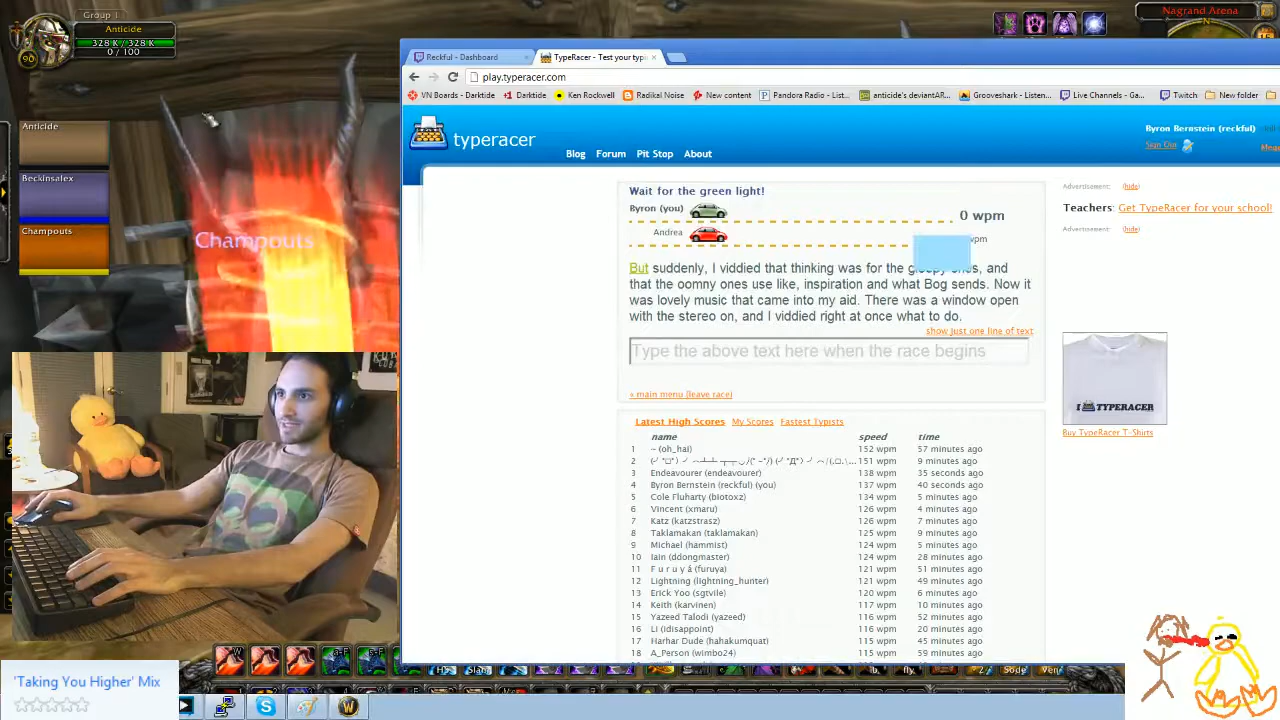 Group 1
Anticide
328 K / 328 K
0 / 100
90
Nagrand Arena
N
Anticide
Beckinsalex
Champouts
Champouts
Reckful - Dashboard
TypeRacer - Test your typi
play.typeracer.com
VN Boards - Darktide
+1 Darktide
Ken Rockwell
Radikal Noise
New content
Pandora Radio - List...
anticide's deviantAR...
Grooveshark - Listen...
Live Channels - Ga...
Twitch
New folder
typeracer
Blog Forum Pit Stop About
Byron Bernstein (reckful)
Sign Out
Wait for the green light!
Byron (you)
0 wpm
Andrea
wpm
But suddenly, I viddied that thinking was for the gloopy ones, and
that the oomny ones use like, inspiration and what Bog sends. Now it
was lovely music that came into my aid. There was a window open
with the stereo on, and I viddied right at once what to do.
show just one line of text
Type the above text here when the race begins
« main menu (leave race)
Advertisement: (hide)
Teachers: Get TypeRacer for your school!
Advertisement: (hide)
I TYPERACER
Buy TypeRacer T-Shirts
Latest High Scores My Scores Fastest Typists
name speed time
1 ~ (oh_hai) 152 wpm 57 minutes ago
2 151 wpm 9 minutes ago
3 Endeavourer (endeavourer) 138 wpm 35 seconds ago
4 Byron Bernstein (reckful) (you) 137 wpm 40 seconds ago
5 Cole Fluharty (biotoxz) 134 wpm 5 minutes ago
6 Vincent (xmaru) 126 wpm 4 minutes ago
7 Katz (katzstrasz) 126 wpm 7 minutes ago
8 Taklamakan (taklamakan) 125 wpm 9 minutes ago
9 Michael (hammist) 124 wpm 5 minutes ago
10 Iain (ddongmaster) 124 wpm 28 minutes ago
11 F u r u y á (furuya) 121 wpm 51 minutes ago
12 Lightning (lightning_hunter) 121 wpm 49 minutes ago
13 Erick Yoo (sgtvile) 120 wpm 6 minutes ago
14 Keith (karvinen) 117 wpm 10 minutes ago
15 Yazeed Talodi (yazeed) 116 wpm 52 minutes ago
16 Li (idisappoint) 116 wpm 20 minutes ago
17 Harhar Dude (hahakumquat) 115 wpm 45 minutes ago
18 A_Person (wimbo24) 115 wpm 59 minutes ago
'Taking You Higher' Mix